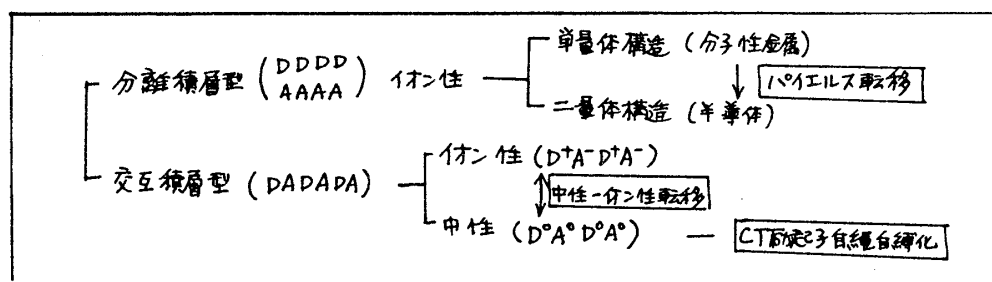 単量体構造 (分子性金属)
分離積層型 (DDDD AAAA) イオン性
パイエルス転移
二量体構造 (半導体)
イオン性 (D⁺A⁻D⁺A⁻)
交互積層型 (DADADA)
中性-イオン性転移
中性 (D⁰A⁰D⁰A⁰) — CT励起子自縄自縛化